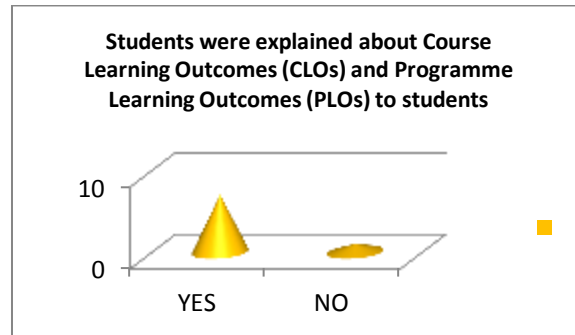 Students were explained about Course
Learning Outcomes (CLOs) and Programme
Learning Outcomes (PLOs) to students
10
0
YES NO